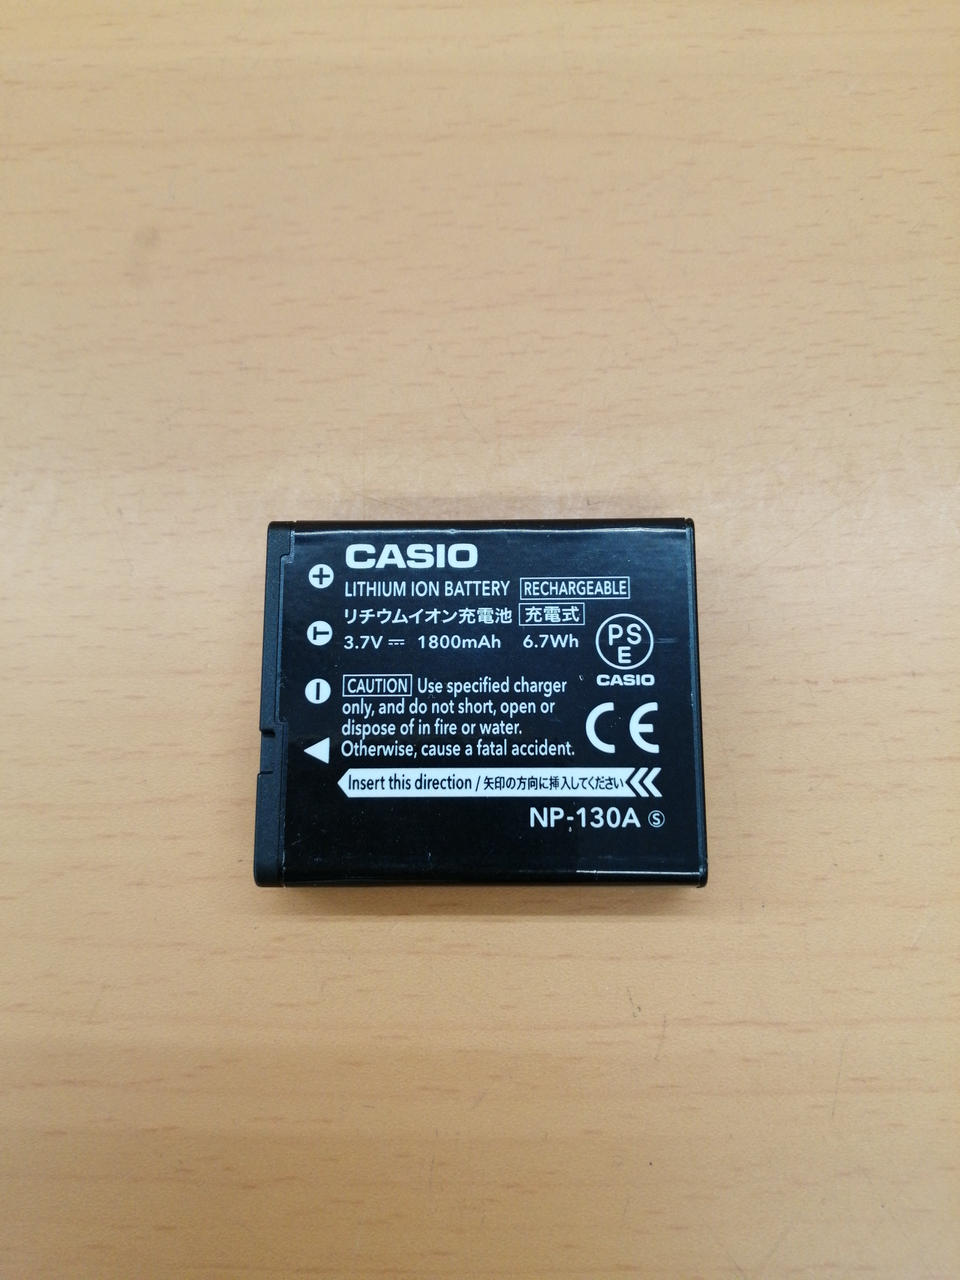 CASIO
LITHIUM ION BATTERY RECHARGEABLE
リチウムイオン充電池 充電式
3.7V 1800mAh 6.7Wh
+
T
−
PS
E
CASIO
CAUTION Use specified charger
only, and do not short, open or
dispose of in fire or water.
Otherwise, cause a fatal accident.
CE
Insert this direction / 矢印の方向に挿入してください
NP-130A S